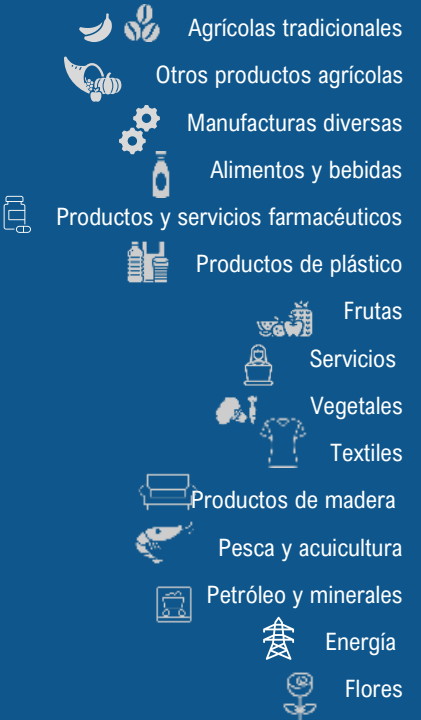 Agrícolas tradicionales
Otros productos agrícolas
Manufacturas diversas
Alimentos y bebidas
Productos y servicios farmacéuticos
Productos de plástico
Frutas
Servicios
Vegetales
Textiles
Productos de madera
Pesca y acuicultura
Petróleo y minerales
Energía
Flores